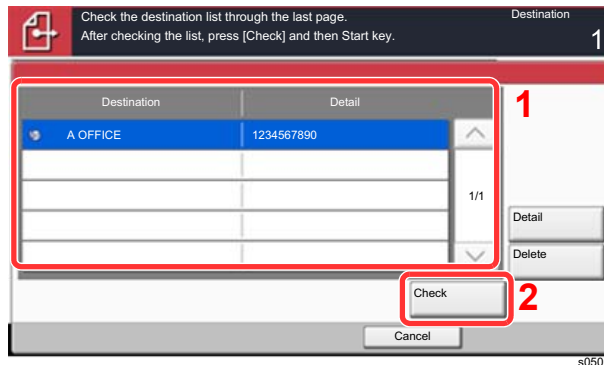 Check the destination list through the last page.
Destination
After checking the list, press [Check] and then Start key.
1
1
Destination
Detail
A OFFICE
1234567890
1/1
Detail
Delete
Check
2
Cancel
s050